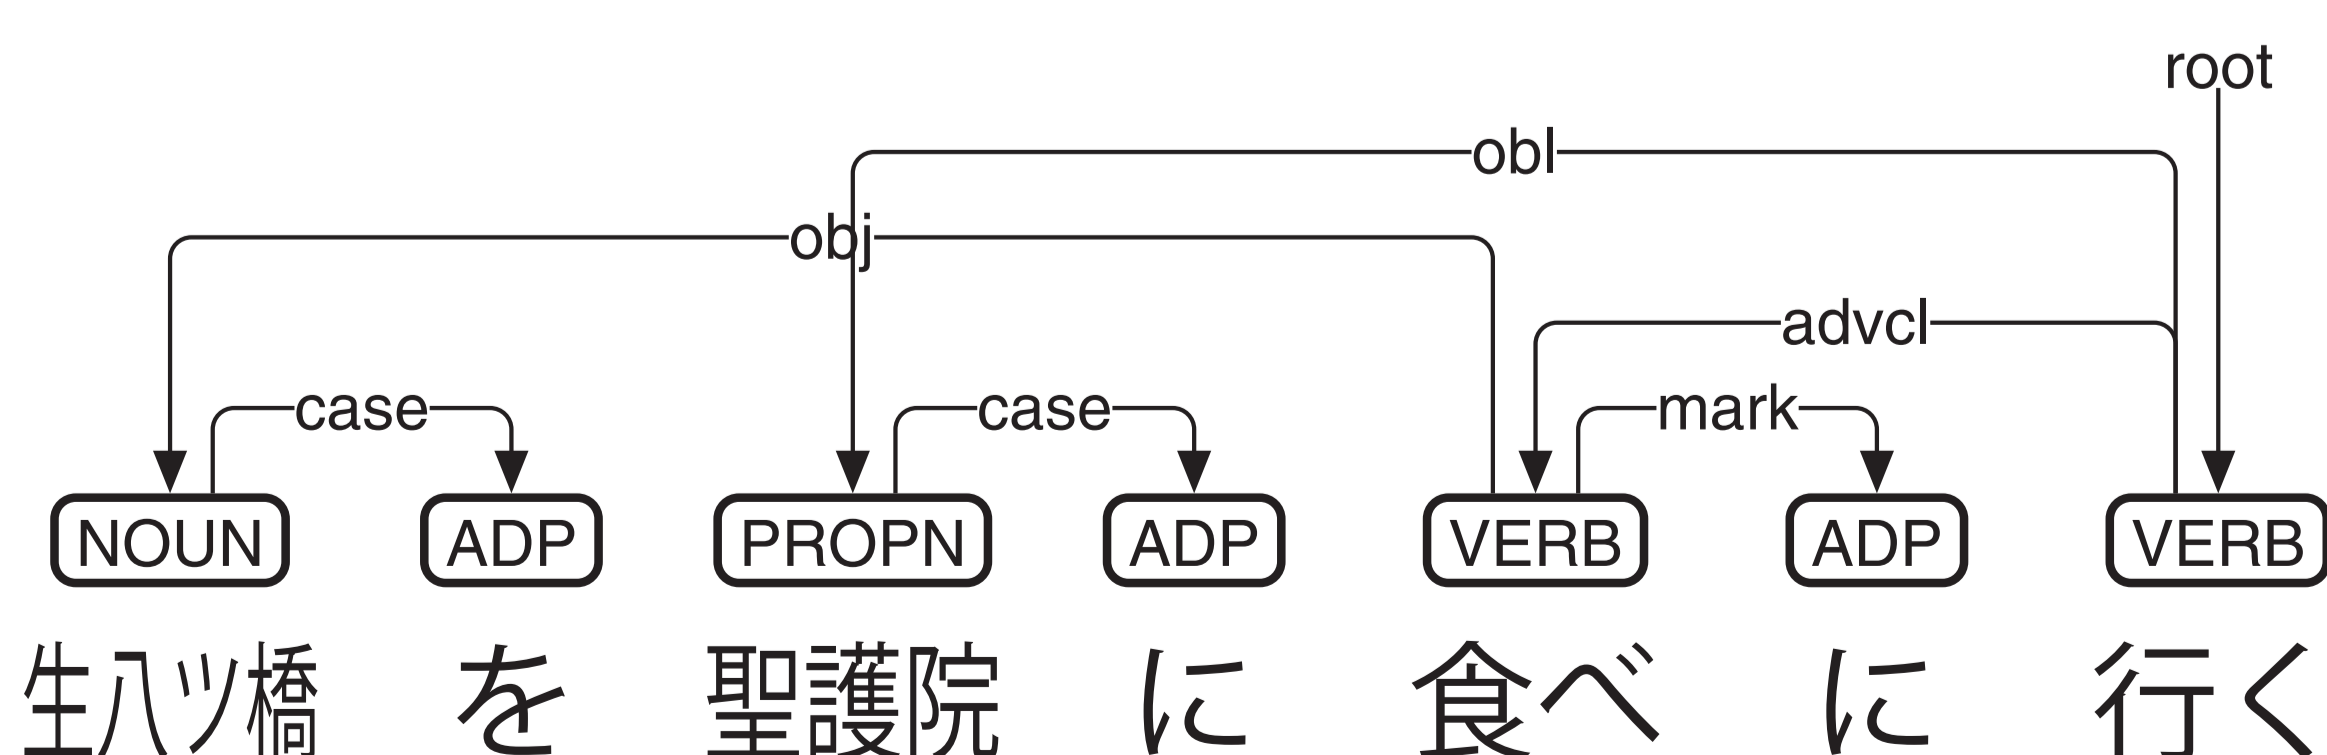 root
obl
obj
advcl
case case mark
NOUN ADP PROPN ADP VERB ADP VERB
生八ツ橋 を 聖護院 に 食べ に 行く